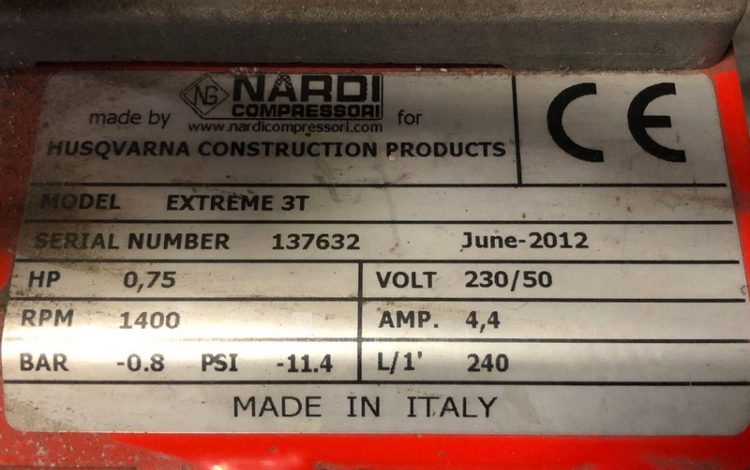 NG NARDI
COMPRESSORI
made by www.nardicompressori.com for
HUSQVARNA CONSTRUCTION PRODUCTS
CE
MODEL EXTREME 3T
SERIAL NUMBER 137632 June-2012
HP 0,75 VOLT 230/50
RPM 1400 AMP. 4,4
BAR -0.8 PSI -11.4 L/1' 240
MADE IN ITALY